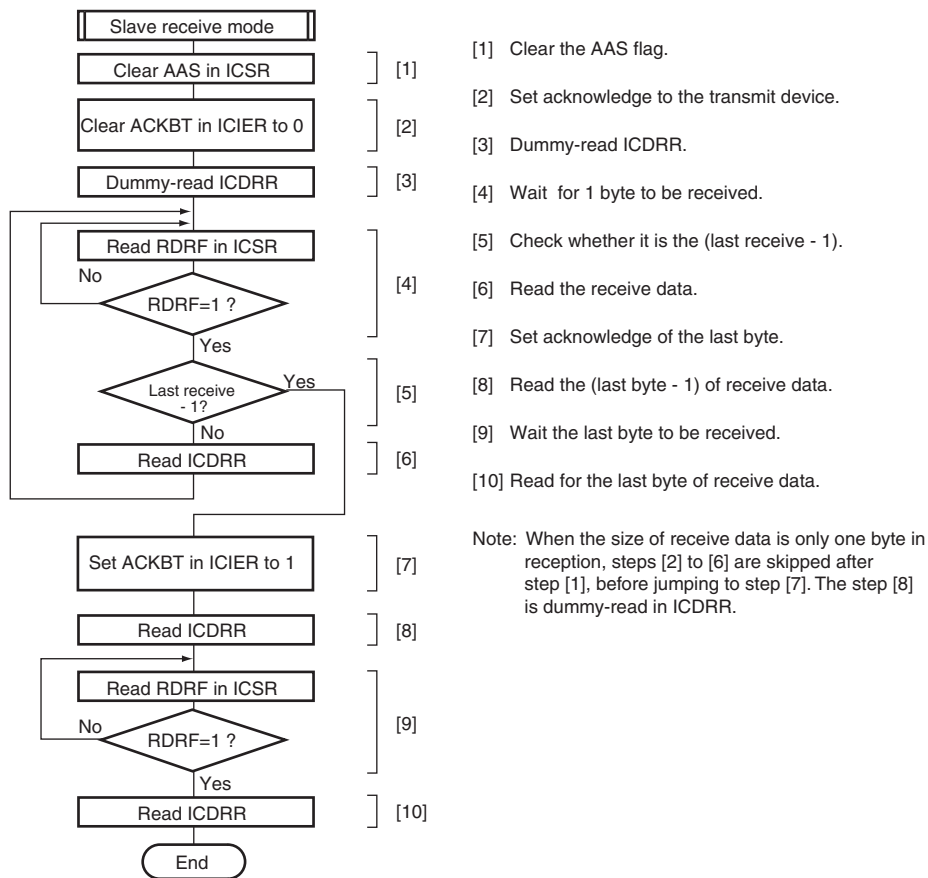 Slave receive mode
Clear AAS in ICSR
[1]
Clear ACKBT in ICIER to 0
[2]
Dummy-read ICDRR
[3]
Read RDRF in ICSR
No
[4]
RDRF=1 ?
Yes
Last receive
- 1?
Yes
[5]
No
Read ICDRR
[6]
Set ACKBT in ICIER to 1
[7]
Read ICDRR
[8]
Read RDRF in ICSR
No
RDRF=1 ?
[9]
Yes
Read ICDRR
[10]
End
[1] Clear the AAS flag.
[2] Set acknowledge to the transmit device.
[3] Dummy-read ICDRR.
[4] Wait for 1 byte to be received.
[5] Check whether it is the (last receive - 1).
[6] Read the receive data.
[7] Set acknowledge of the last byte.
[8] Read the (last byte - 1) of receive data.
[9] Wait the last byte to be received.
[10] Read for the last byte of receive data.
Note: When the size of receive data is only one byte in
reception, steps [2] to [6] are skipped after
step [1], before jumping to step [7]. The step [8]
is dummy-read in ICDRR.